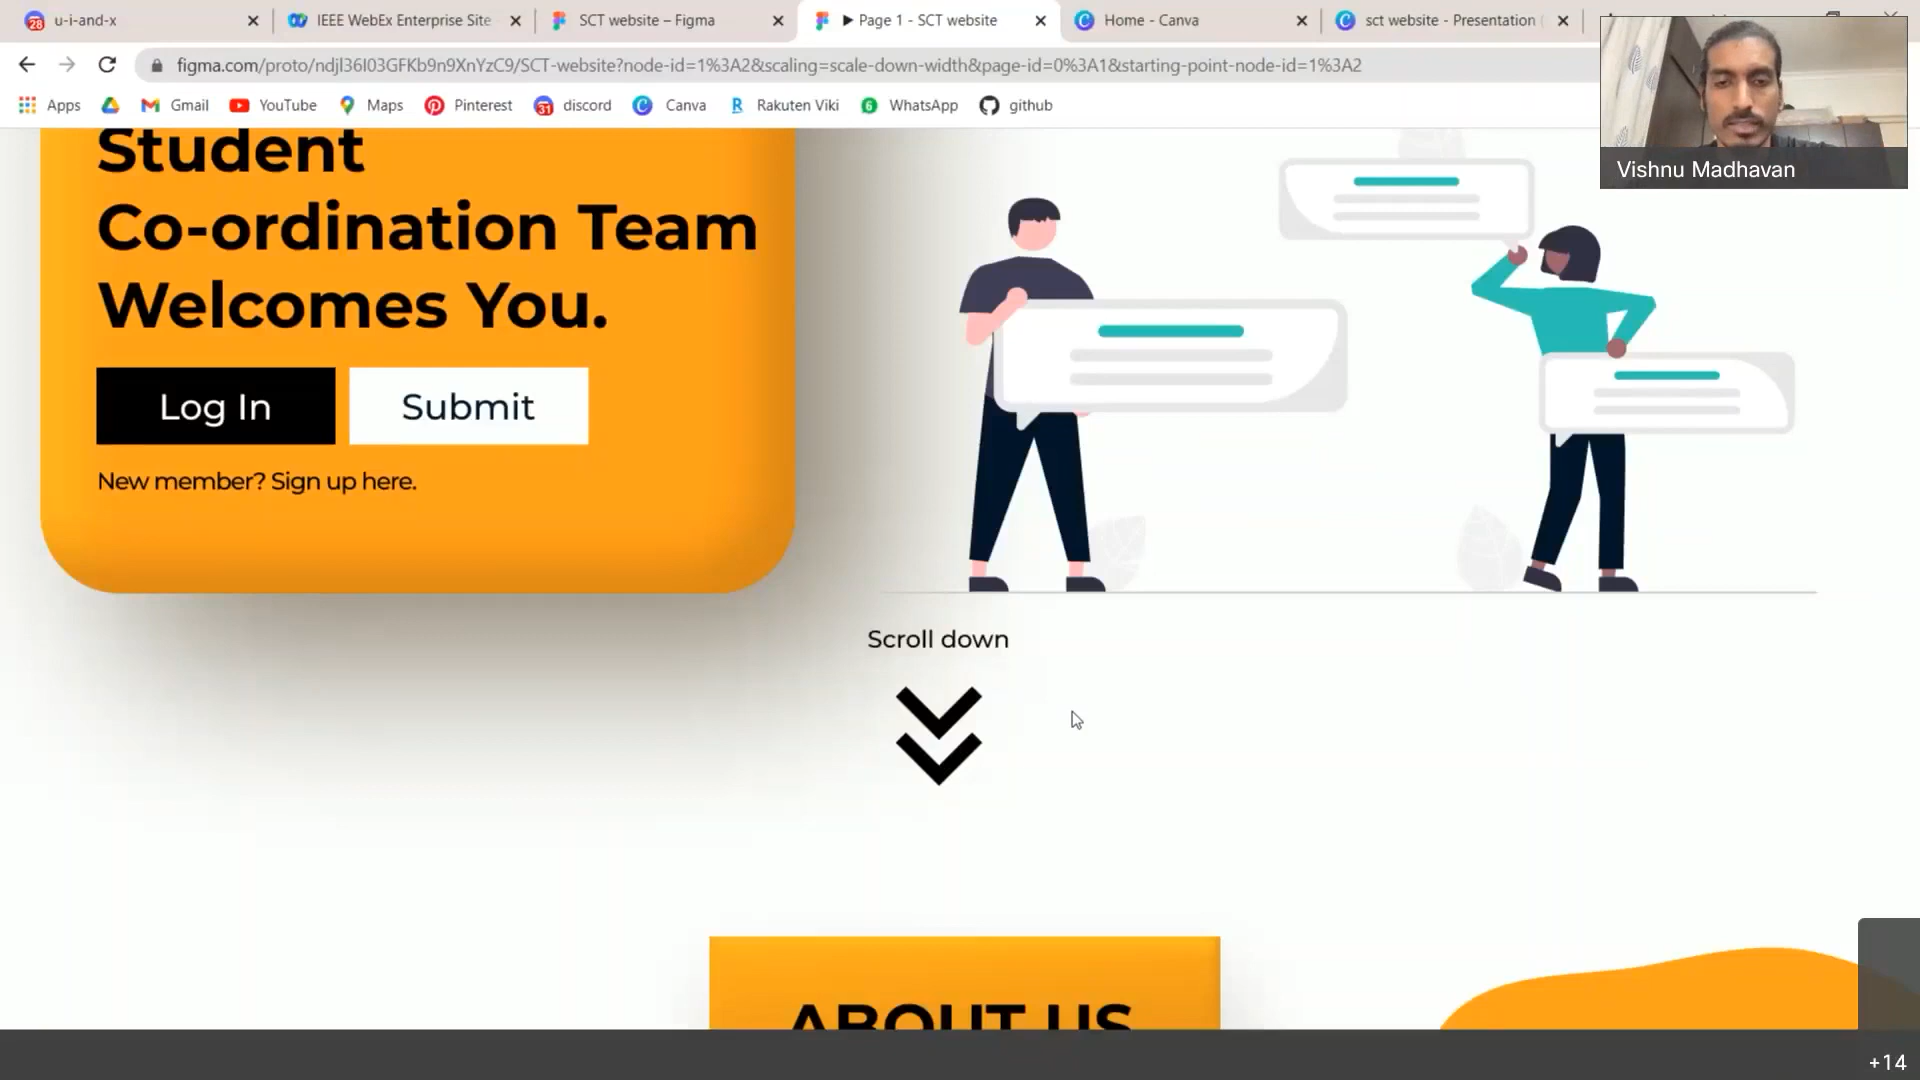 u-i-and-x
IEEE WebEx Enterprise Site
SCT website – Figma
Page 1 - SCT website
Home - Canva
sct website - Presentation
figma.com/proto/ndjl36I03GFKb9n9XnYzC9/SCT-website?node-id=1%3A2&scaling=scale-down-width&page-id=0%3A1&starting-point-node-id=1%3A2
Apps
Gmail
YouTube
Maps
Pinterest
discord
Canva
Rakuten Viki
WhatsApp
github
Vishnu Madhavan
Student
Co-ordination Team
Welcomes You.
Log In
Submit
New member? Sign up here.
Scroll down
ABOUT US
+14